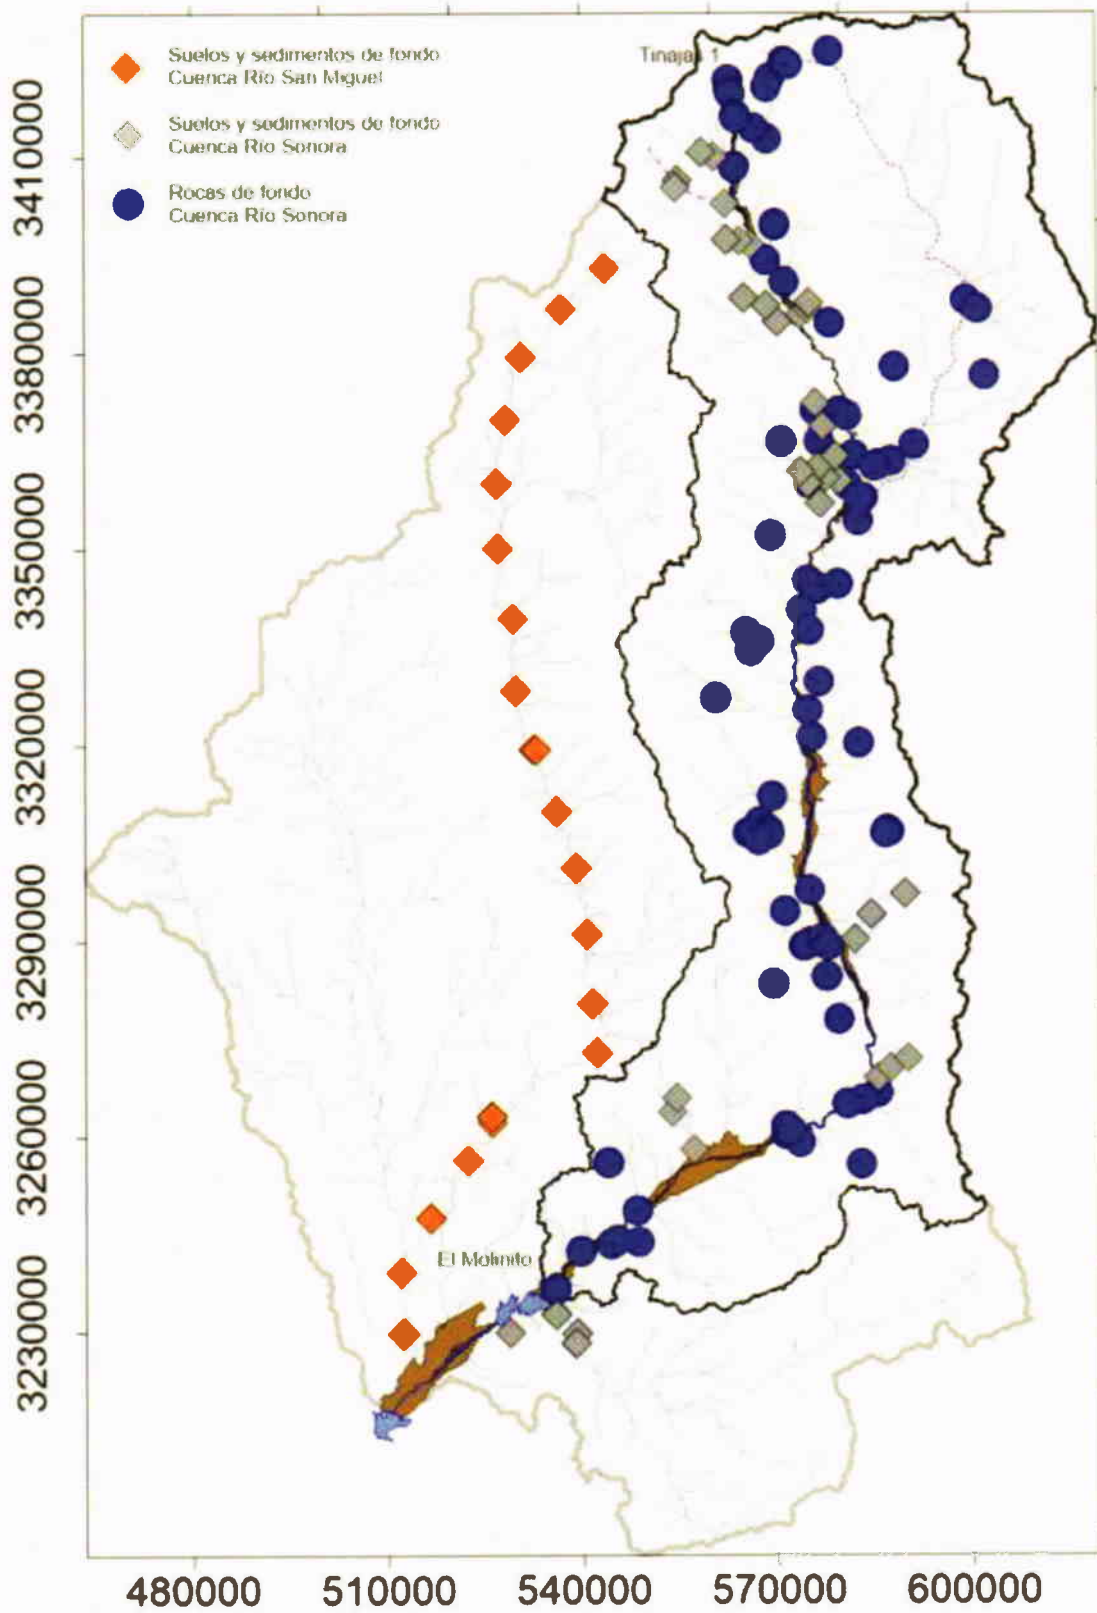 Suelos y sedimentos de fondo
Cuenca Río San Miguel
Suelos y sedimentos de fondo
Cuenca Río Sonora
Rocas de fondo
Cuenca Río Sonora
Tinajas 1
El Molinito
3410000
3380000
3350000
3320000
3290000
3260000
3230000
480000
510000
540000
570000
600000